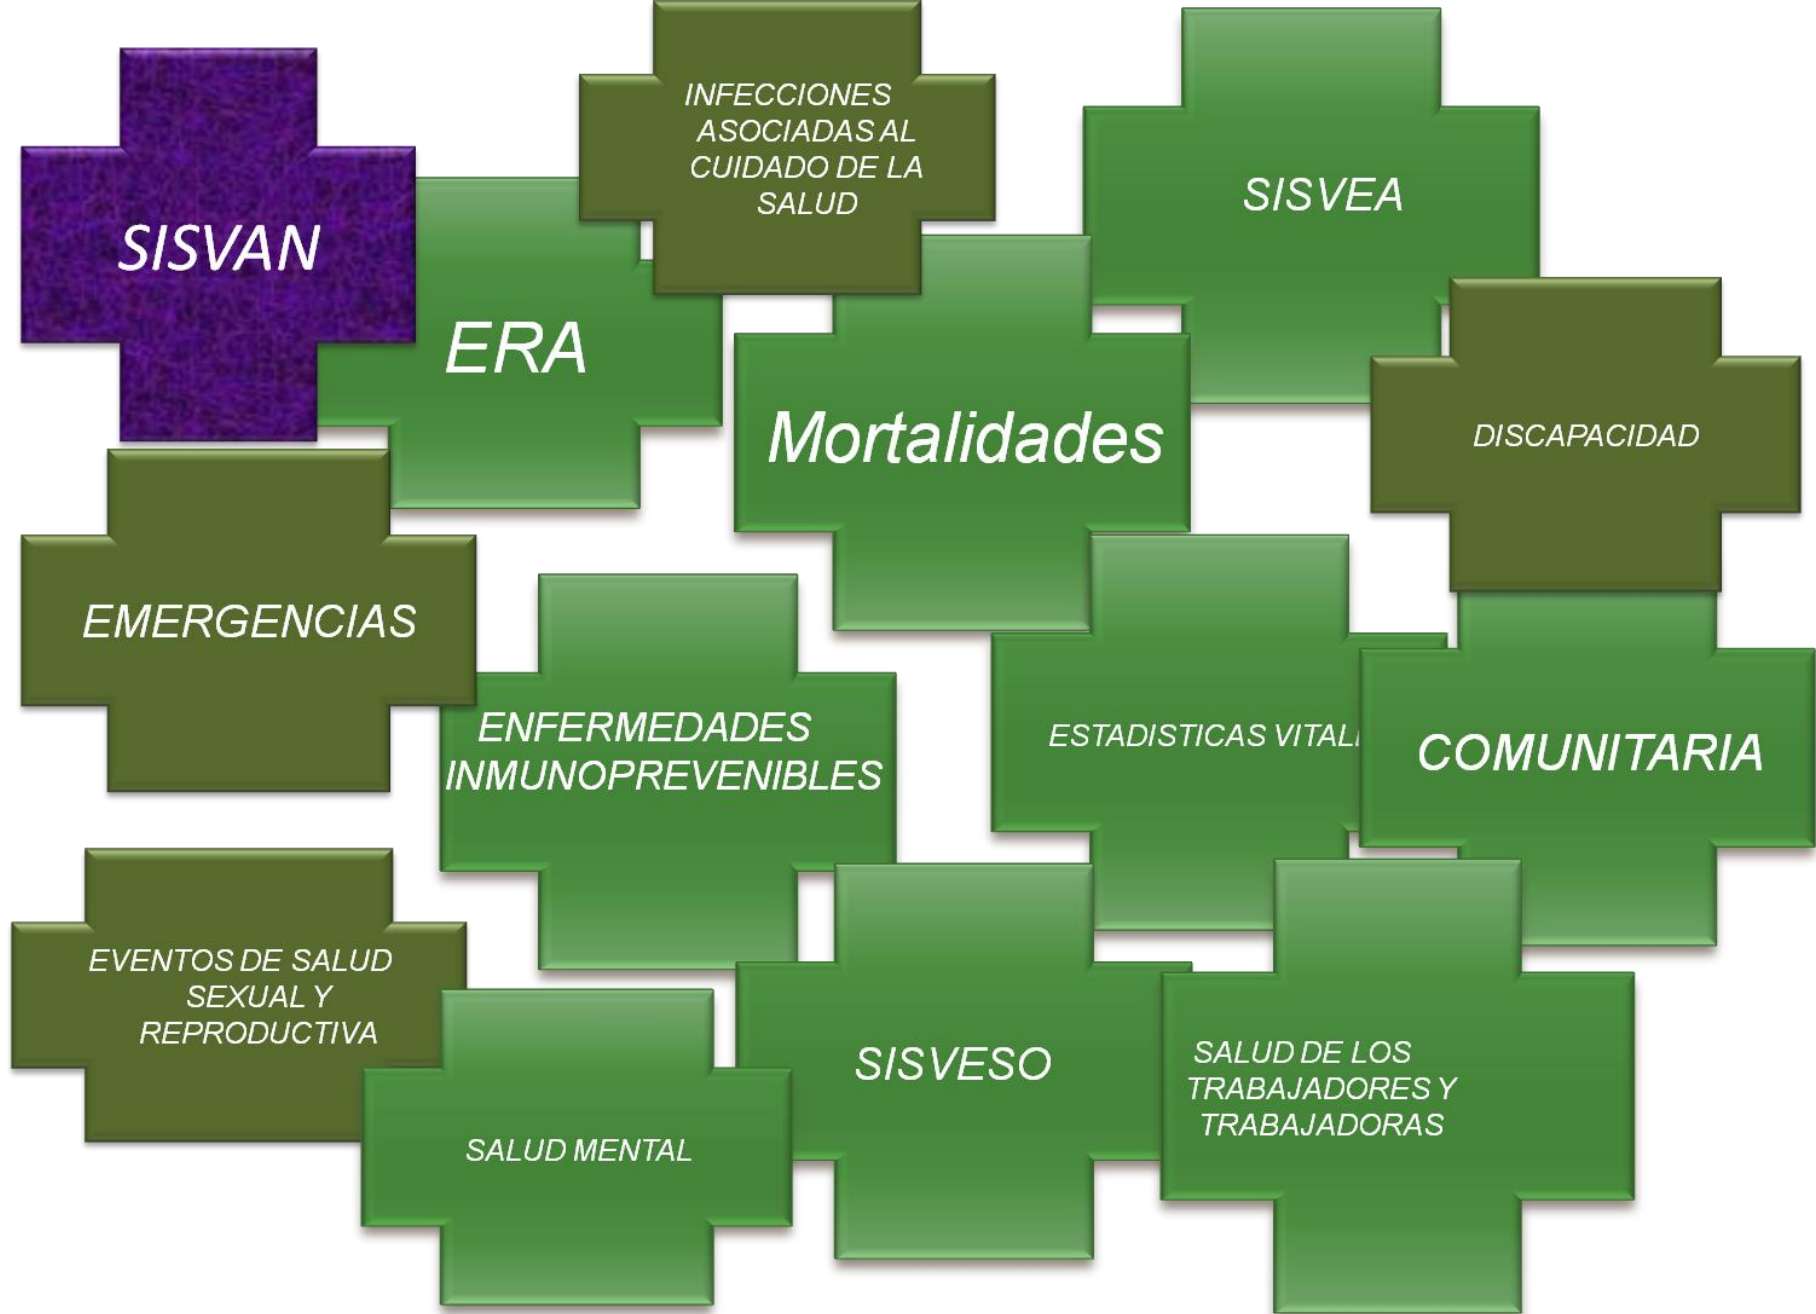 SISVAN
ERA
INFECCIONES
ASOCIADAS AL
CUIDADO DE LA
SALUD
SISVEA
Mortalidades
DISCAPACIDAD
EMERGENCIAS
ENFERMEDADES
INMUNOPREVENIBLES
ESTADISTICAS
COMUNITARIA
EVENTOS DE SALUD
SEXUAL Y
REPRODUCTIVA
SALUD MENTAL
SISVESO
SALUD DE LOS
TRABAJADORES Y
TRABAJADORAS